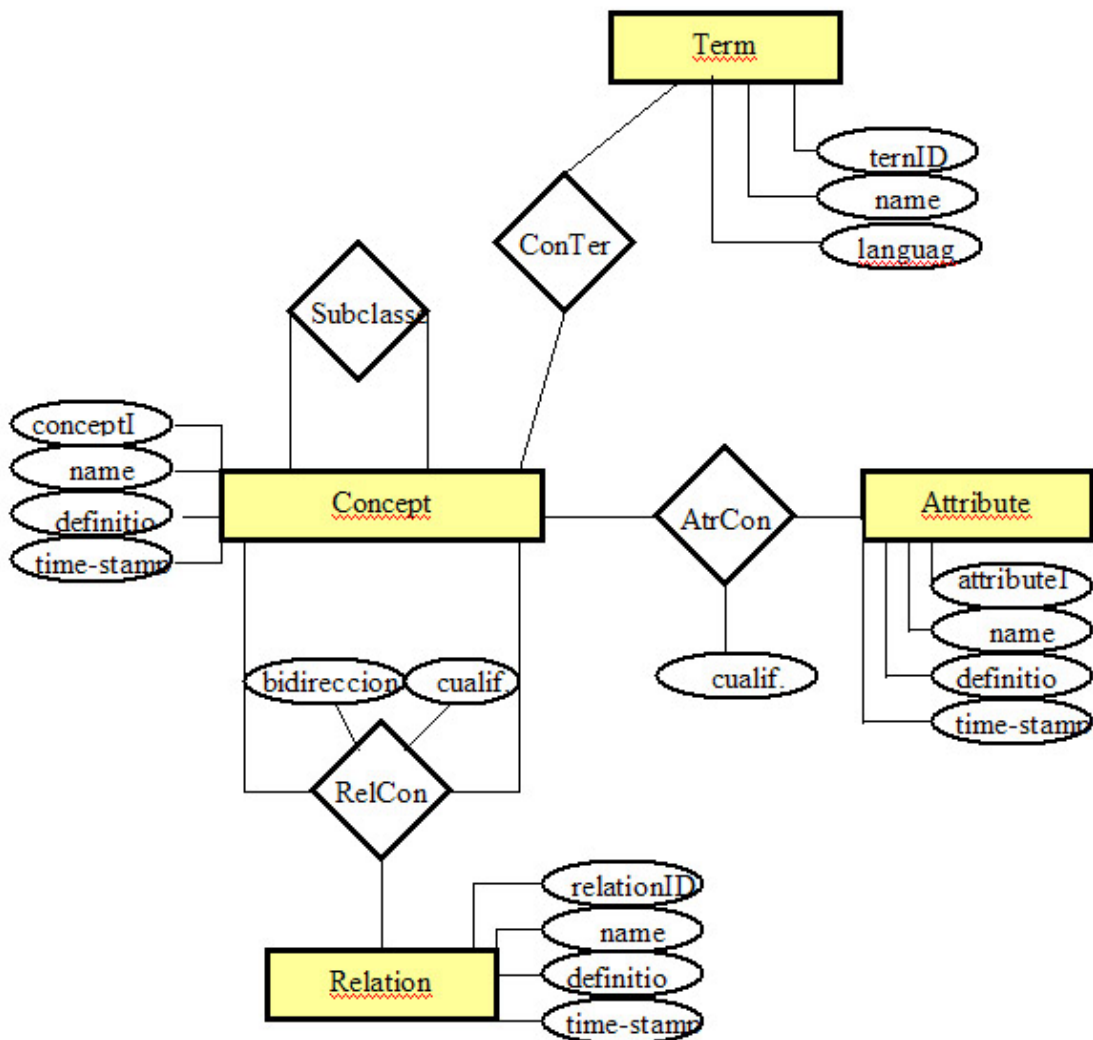 Term
ternID
name
languag
ConTer
Subclasse
conceptI
name
definitio
time-stamp
Concept
AtrCon
Attribute
attributeI
name
definitio
time-stamp
cualif.
bidireccion
cualif
RelCon
relationID
name
definitio
time-stamp
Relation